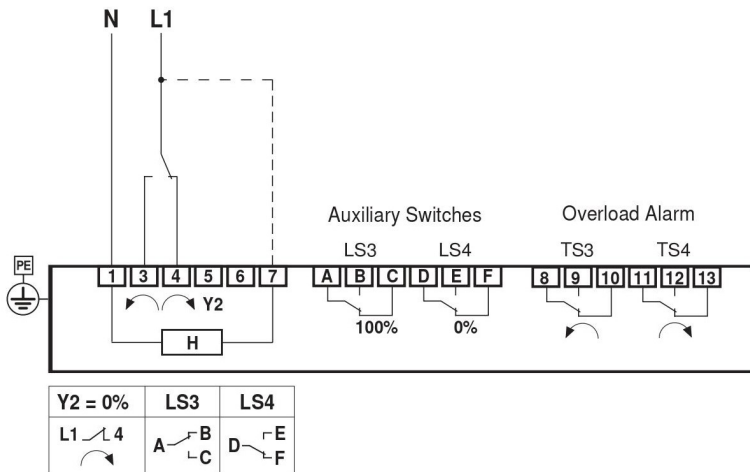 N L1
Auxiliary Switches Overload Alarm
LS3 LS4 TS3 TS4
PE
1 3 4 5 6 7 A B C D E F 8 9 10 11 12 13
Y2
100% 0%
H
Y2 = 0% LS3 LS4
L1 4 A B C D E F